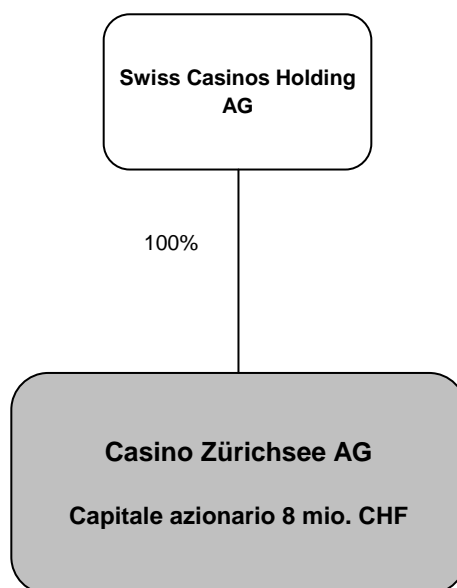 Swiss Casinos Holding
AG
100%
Casino Zürichsee AG
Capitale azionario 8 mio. CHF